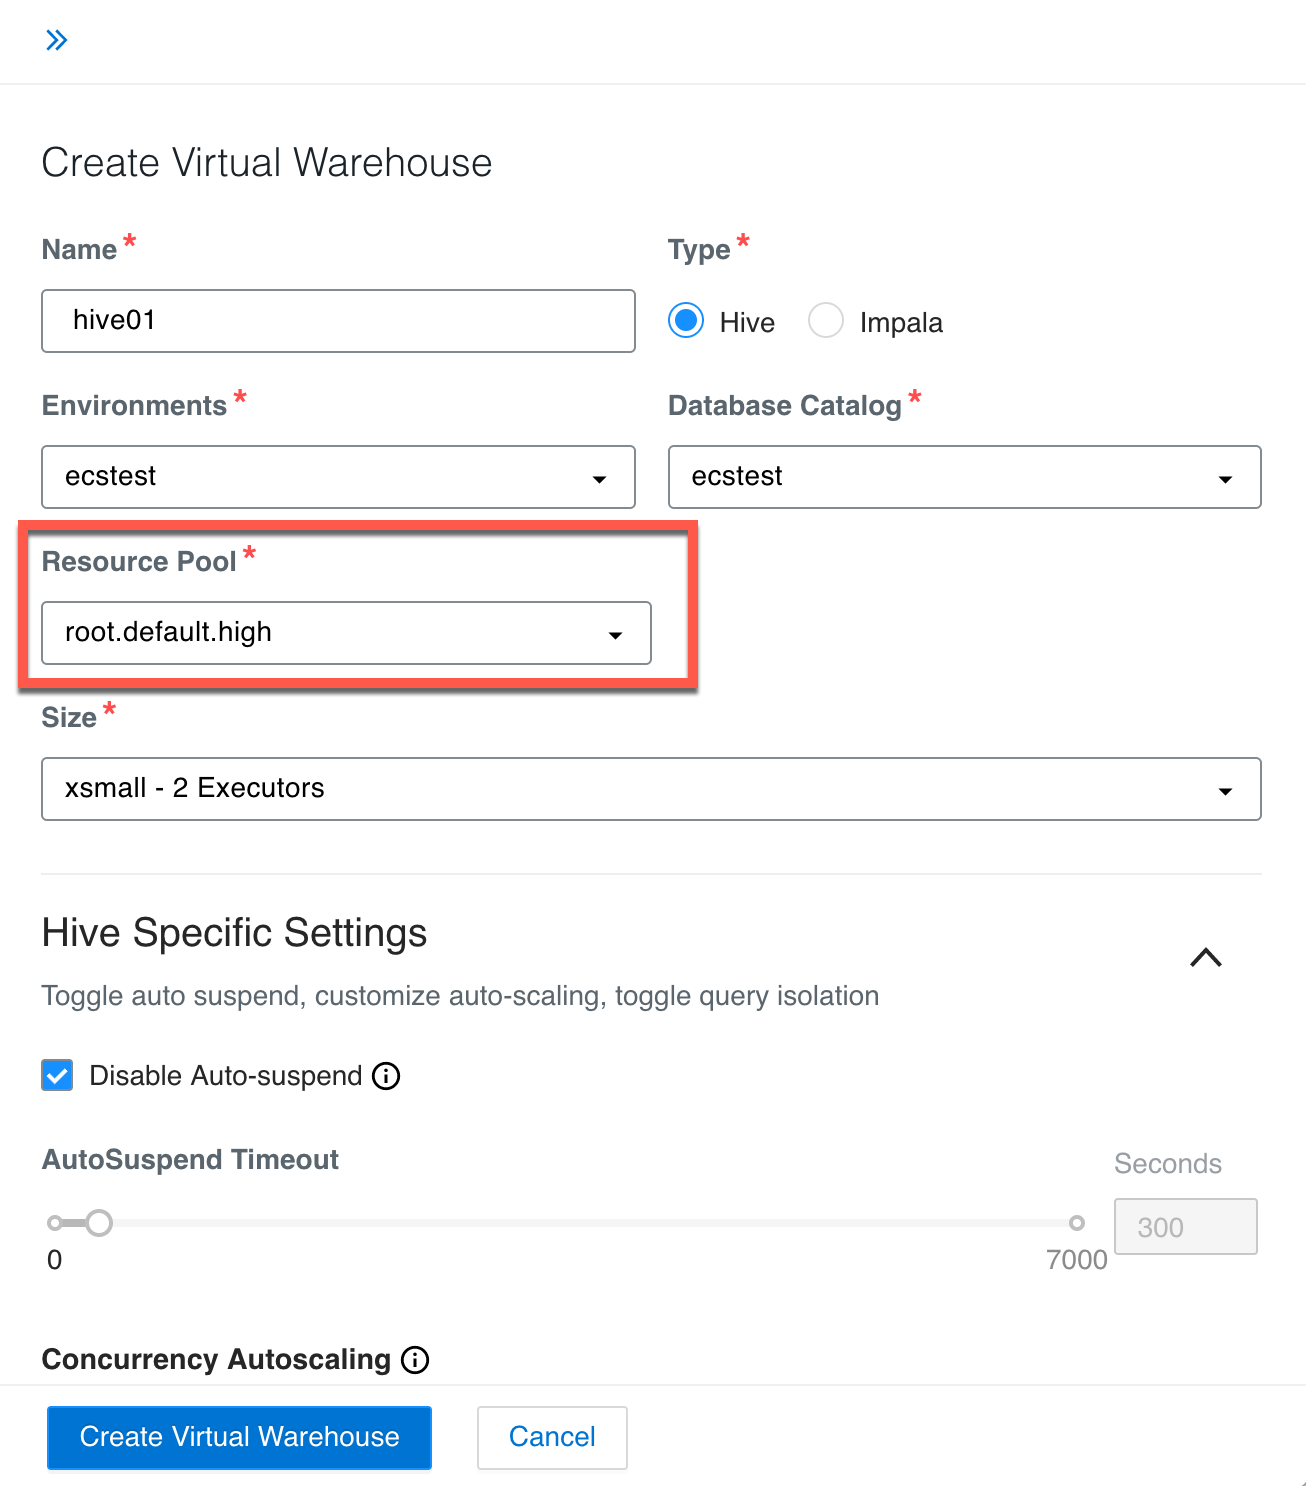 Create Virtual Warehouse
Name *
Type *
hive01
Hive
Impala
Environments *
Database Catalog *
ecstest
ecstest
Resource Pool *
root.default.high
Size *
xsmall - 2 Executors
Hive Specific Settings
Toggle auto suspend, customize auto-scaling, toggle query isolation
Disable Auto-suspend
AutoSuspend Timeout
Seconds
300
0
7000
Concurrency Autoscaling
Create Virtual Warehouse
Cancel